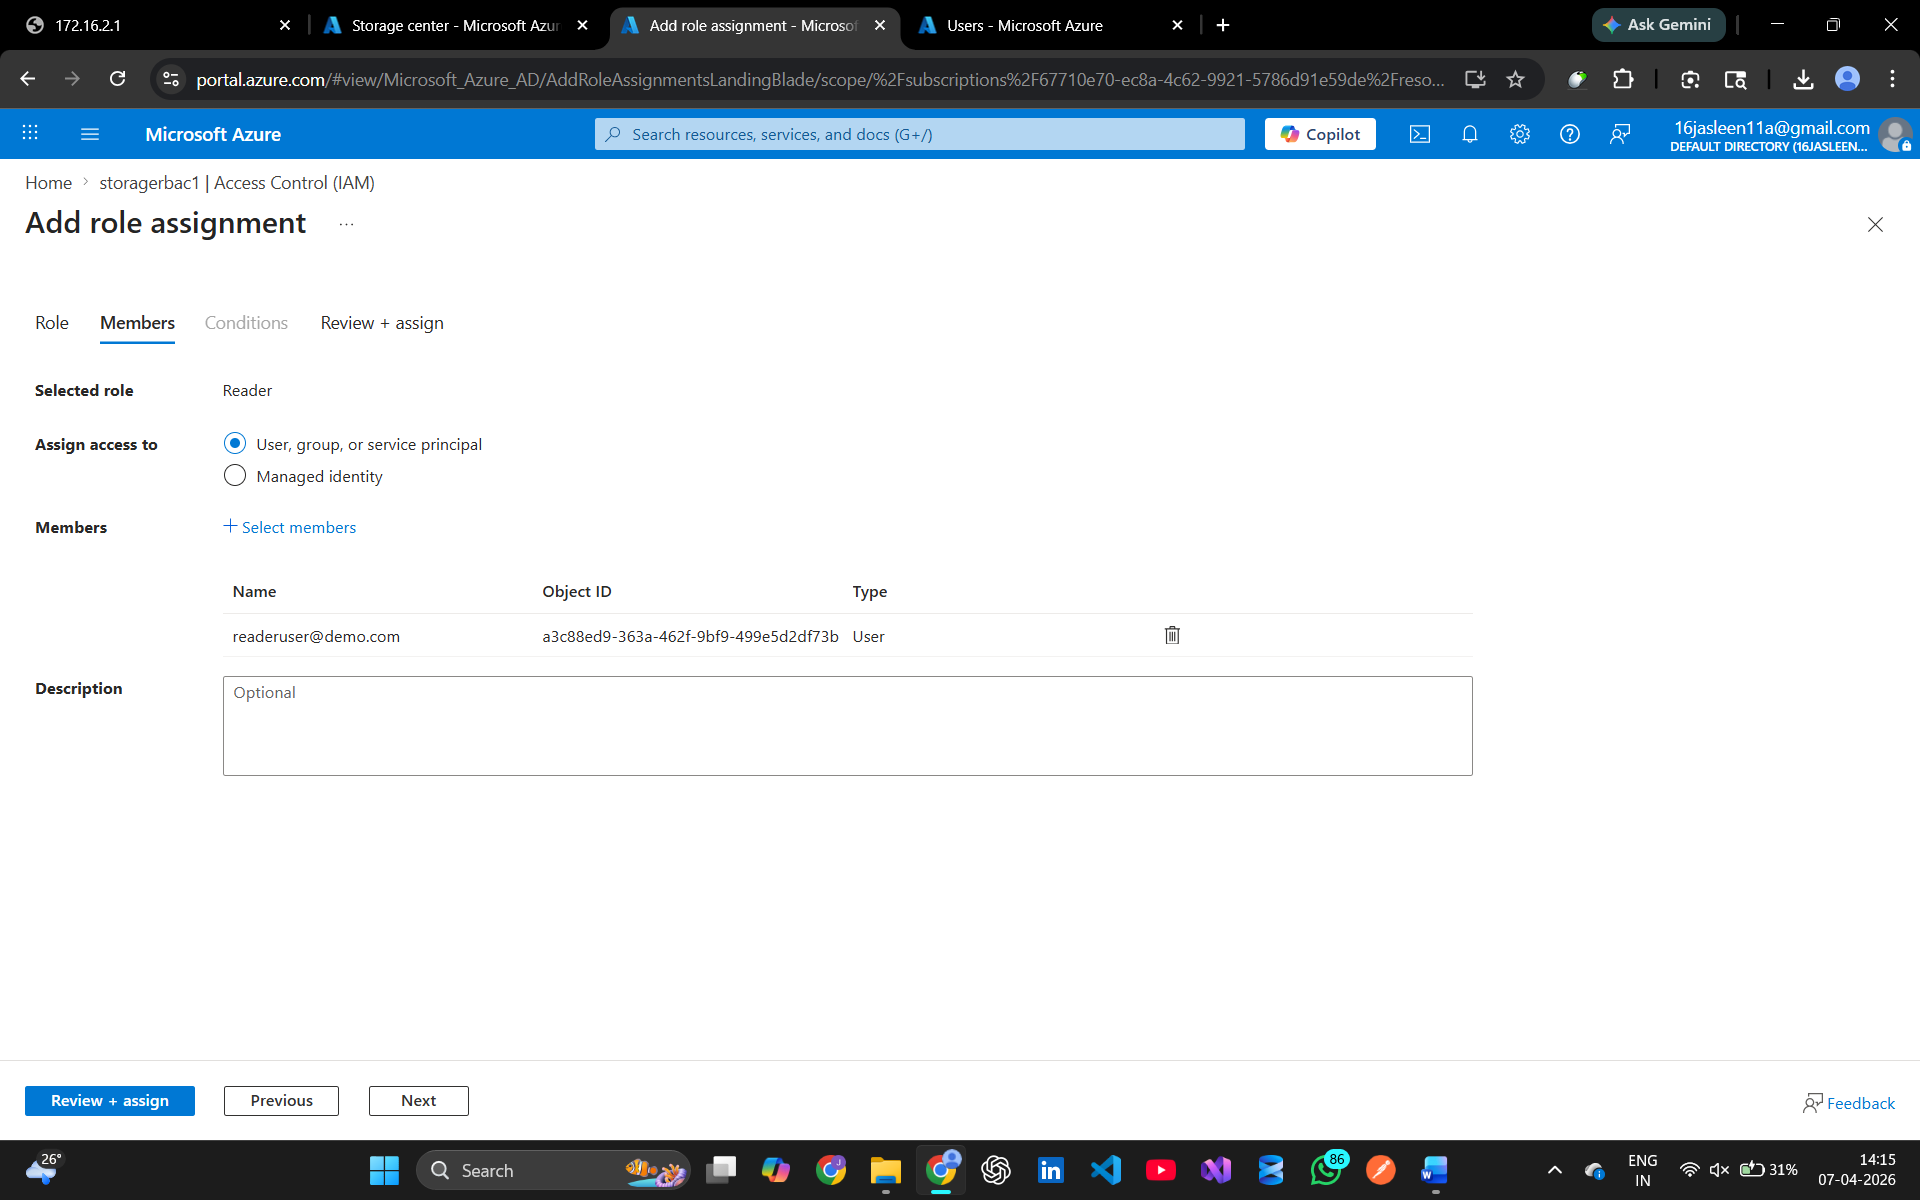 172.16.2.1
Storage center - Microsoft Azur
Add role assignment - Microsof
Users - Microsoft Azure
Ask Gemini
portal.azure.com/#view/Microsoft_Azure_AD/AddRoleAssignmentsLandingBlade/scope/%2Fsubscriptions%2F67710e70-ec8a-4c62-9921-5786d91e59de%2Freso...
Microsoft Azure
Search resources, services, and docs (G+/)
Copilot
16jasleen11a@gmail.com
DEFAULT DIRECTORY (16JASLEEN...
Home > storagerbac1 | Access Control (IAM)
Add role assignment ...
Role Members Conditions Review + assign
Selected role Reader
Assign access to User, group, or service principal
Managed identity
Members + Select members
Name Object ID Type
readeruser@demo.com a3c88ed9-363a-462f-9bf9-499e5d2df73b User
Description Optional
Review + assign Previous Next
Feedback
26°
Search
86
ENG
IN
31%
14:15
07-04-2026